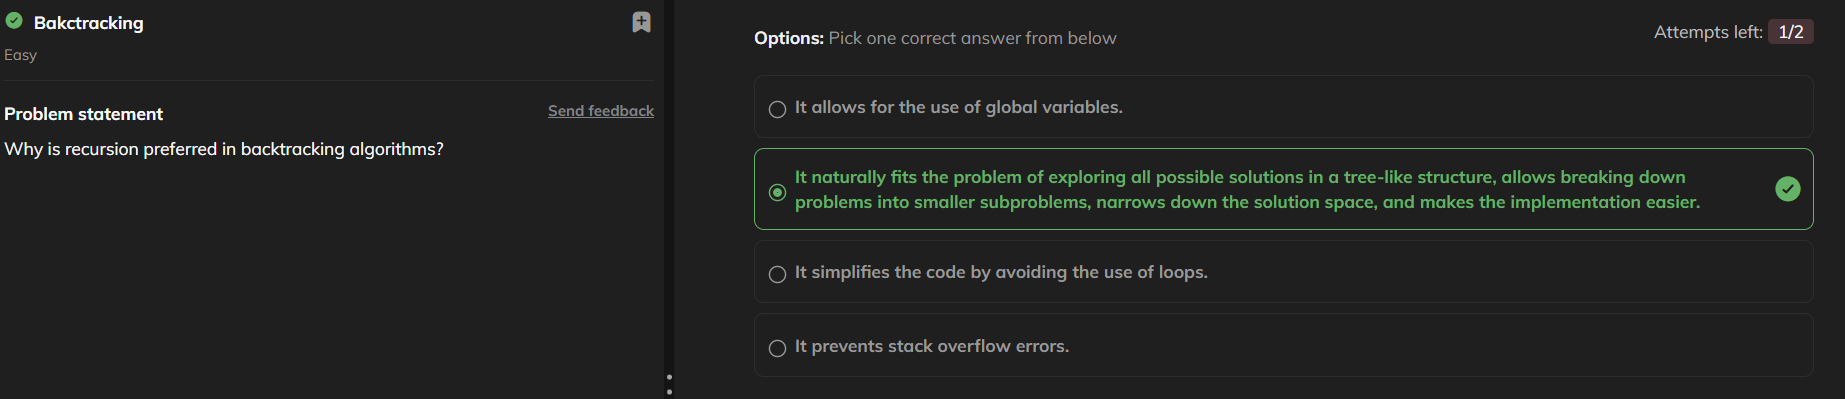 Bakctracking
Easy
Problem statement
Send feedback
Why is recursion preferred in backtracking algorithms?
Options: Pick one correct answer from below
Attempts left: 1/2
It allows for the use of global variables.
It naturally fits the problem of exploring all possible solutions in a tree-like structure, allows breaking down
problems into smaller subproblems, narrows down the solution space, and makes the implementation easier.
It simplifies the code by avoiding the use of loops.
It prevents stack overflow errors.